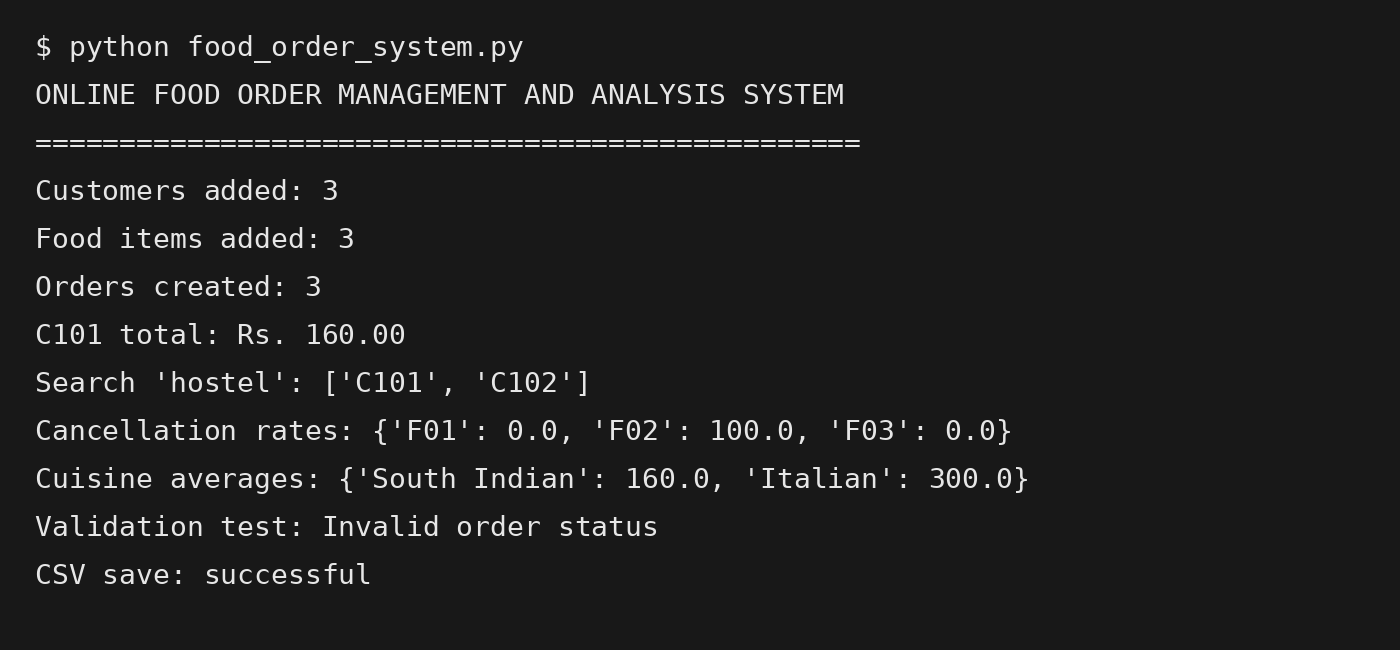 $ python food_order_system.py
ONLINE FOOD ORDER MANAGEMENT AND ANALYSIS SYSTEM
=================================================
Customers added: 3
Food items added: 3
Orders created: 3
C101 total: Rs. 160.00
Search 'hostel': ['C101', 'C102']
Cancellation rates: {'F01': 0.0, 'F02': 100.0, 'F03': 0.0}
Cuisine averages: {'South Indian': 160.0, 'Italian': 300.0}
Validation test: Invalid order status
CSV save: successful